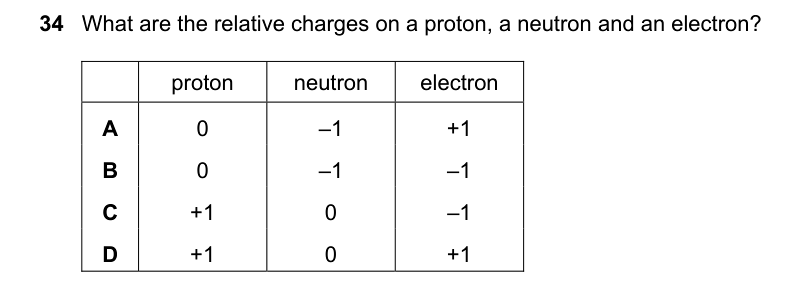 34 What are the relative charges on a proton, a neutron and an electron?
proton neutron electron
A 0 –1 +1
B 0 –1 –1
C +1 0 –1
D +1 0 +1